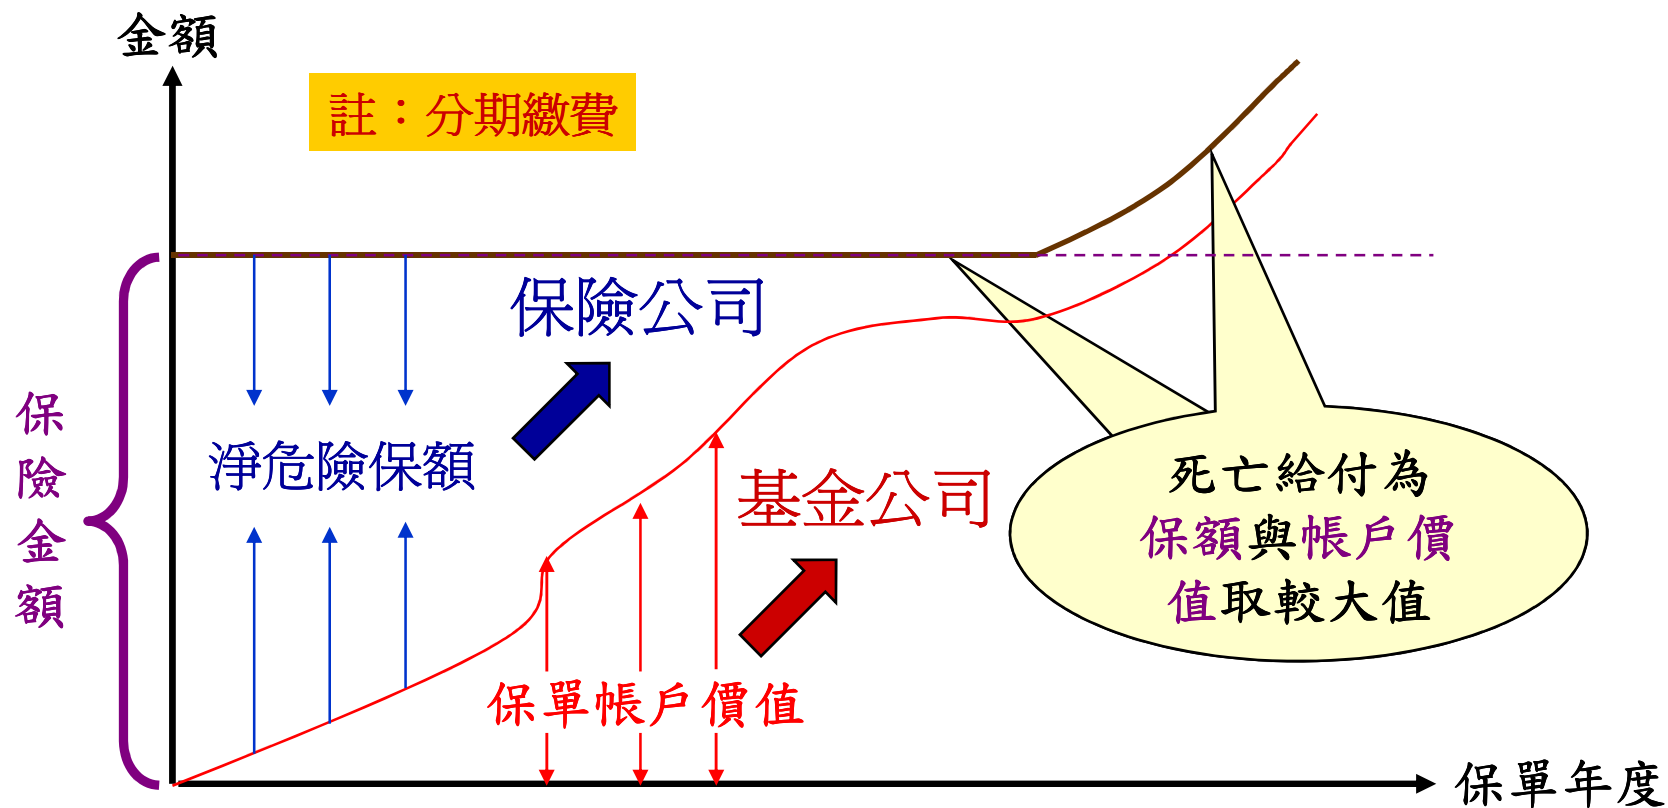 金額
註：分期繳費
保險公司
保險金額
淨危險保額
基金公司
死亡給付為
保額與帳戶價
值取較大值
保單帳戶價值
保單年度